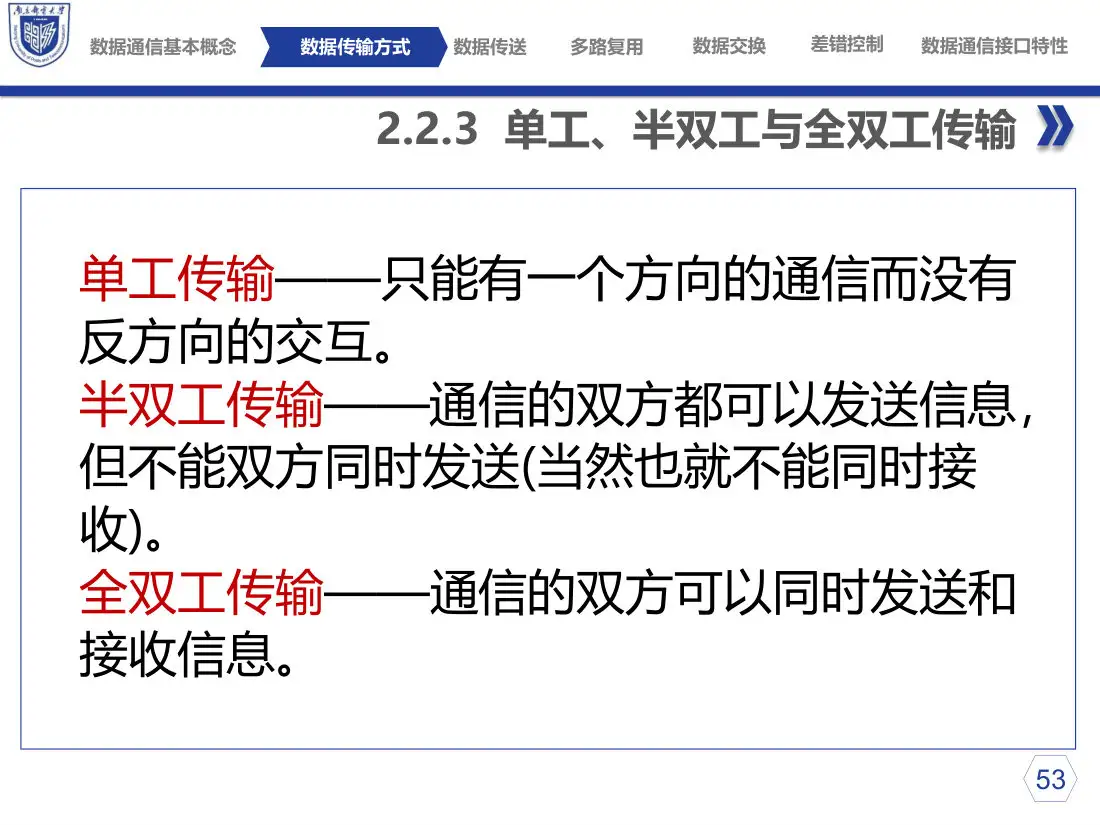 南京邮电大学
数据通信基本概念 数据传输方式 数据传送 多路复用 数据交换 差错控制 数据通信接口特性
2.2.3 单工、半双工与全双工传输
单工传输——只能有一个方向的通信而没有
反方向的交互。
半双工传输——通信的双方都可以发送信息，
但不能双方同时发送(当然也就不能同时接
收)。
全双工传输——通信的双方可以同时发送和
接收信息。
53